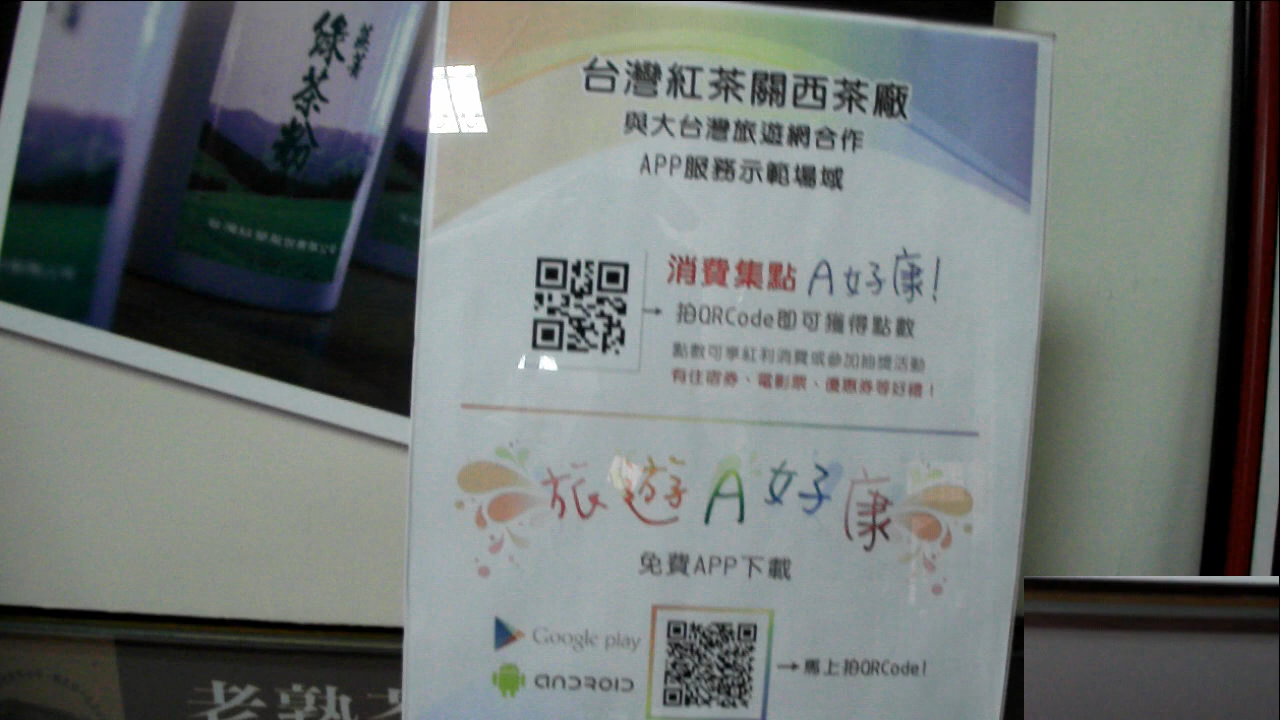 蒸菁
綠茶粉
台灣紅茶關西茶廠
與大台灣旅遊網合作
APP服務示範場域
消費集點 A好康!
拍QRCode即可獲得點數
點數可享紅利消費或參加抽獎活動
有住宿券、電影票、優惠券等好禮！
旅遊A好康
免費APP下載
Google play
ANDROID
馬上拍QRCode!
老熟茶